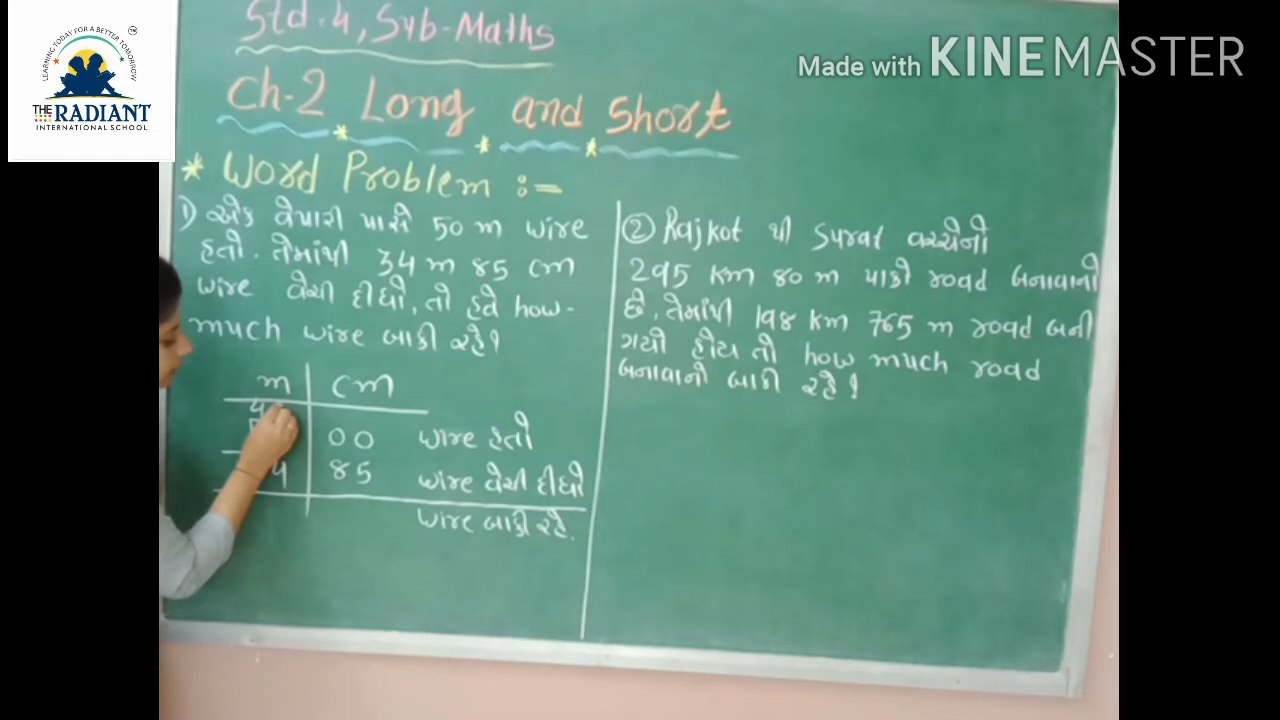 LEARNING TODAY FOR A BETTER TOMORROW
THE RADIANT
INTERNATIONAL SCHOOL
Made with KINEMASTER
Std.4, Sub-Maths
Ch-2 Long and Short
* Word Problem :-
1) એક વેપારી પાસે 50 m wire
હતો. તેમાંથી 34 m 85 cm
wire વેચી દીધો, તો હવે how-
much wire બાકી રહે?
m cm
4
00 wire હતો
4 85 wire વેચી દીધો
wire બાકી રહે.
② Rajkot થી Surat વચ્ચેનો
295 km 80 m પાકો road બનાવાનો
છે. તેમાંથી 198 km 765 m road બની
ગયો હોય તો how much road
બનાવાનો બાકી રહે?